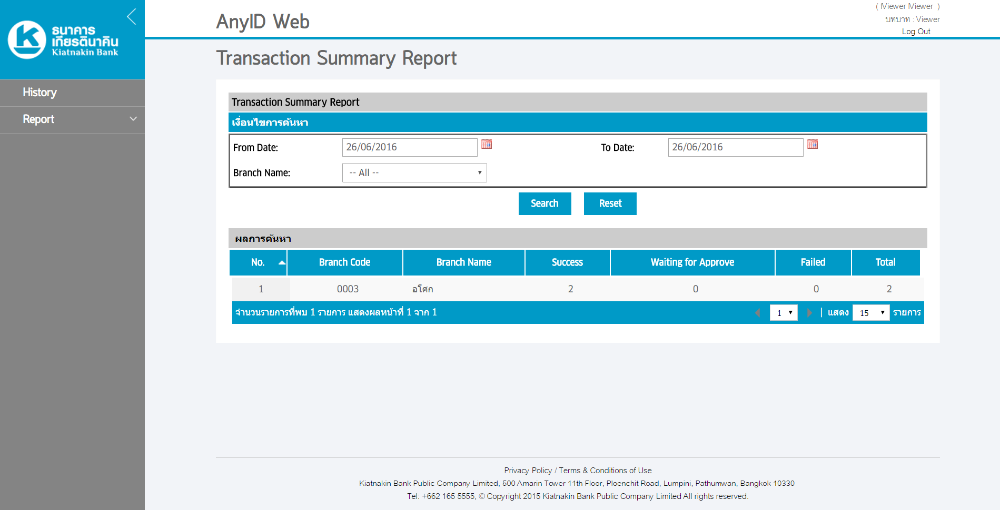 ธนาคาร
เกียรตินาคิน
Kiatnakin Bank
History
Report
AnyID Web
( fViewer lViewer )
บทบาท : Viewer
Log Out
Transaction Summary Report
Transaction Summary Report
เงื่อนไขการค้นหา
From Date: 26/06/2016 To Date: 26/06/2016
Branch Name: -- All --
Search Reset
ผลการค้นหา
No. Branch Code Branch Name Success Waiting for Approve Failed Total
1 0003 อโศก 2 0 0 2
จำนวนรายการที่พบ 1 รายการ แสดงผลหน้าที่ 1 จาก 1 1 | แสดง 15 รายการ
Privacy Policy / Terms & Conditions of Use
Kiatnakin Bank Public Company Limited, 500 Amarin Tower 11th Floor, Ploenchit Road, Lumpini, Pathumwan, Bangkok 10330
Tel: +662 165 5555, © Copyright 2015 Kiatnakin Bank Public Company Limited All rights reserved.